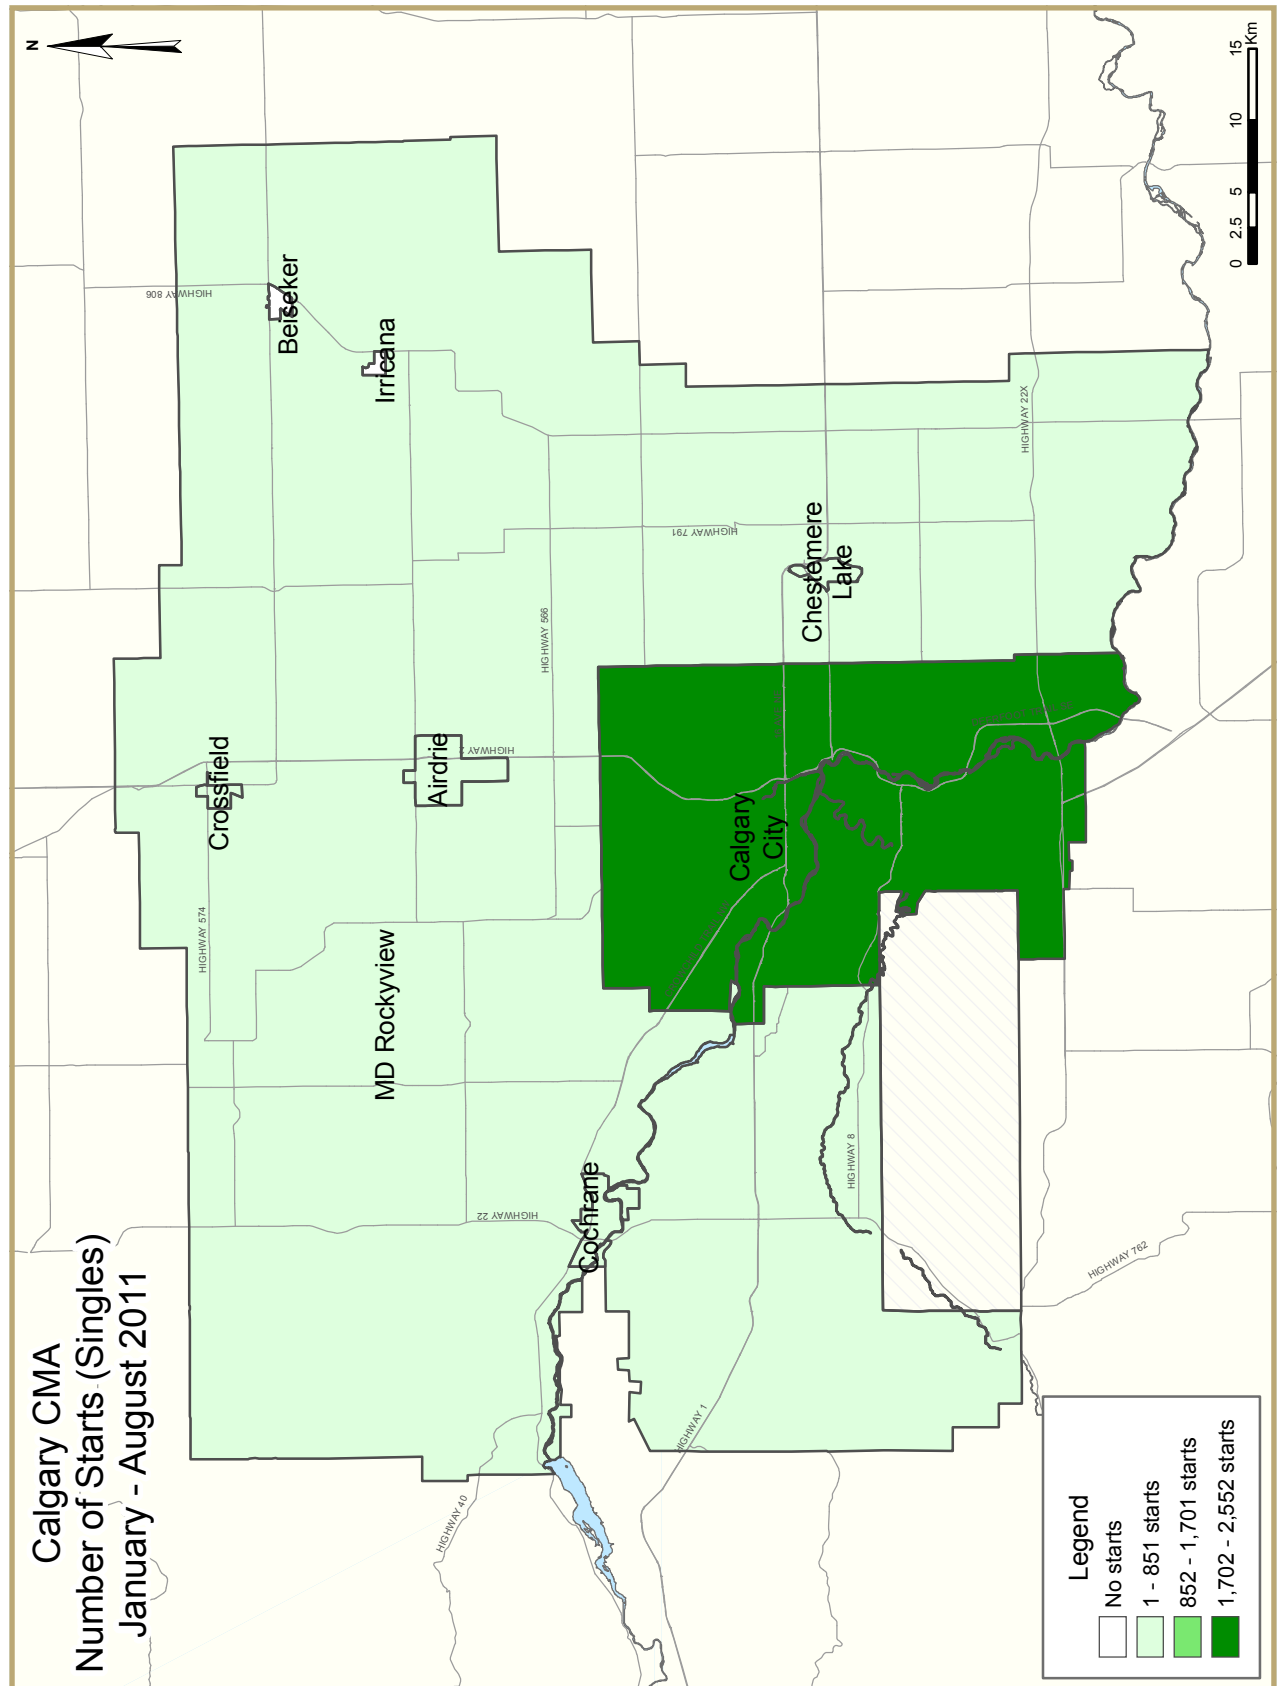 Calgary CMA
Number of Starts (Singles)
January - August 2011
N
HIGHWAY 806
Beiseker
Irricana
Crossfield
HIGHWAY 574
Airdrie
HIGHWAY 2
HIGHWAY 566
HIGHWAY 791
HIGHWAY 22X
MD Rockyview
Chestermere
Lake
Calgary
City
Cochrane
HIGHWAY 22
HIGHWAY 8
HIGHWAY 40
HIGHWAY 1
HIGHWAY 762
Legend
No starts
1 - 851 starts
852 - 1,701 starts
1,702 - 2,552 starts
0 2.5 5 10 15
Km